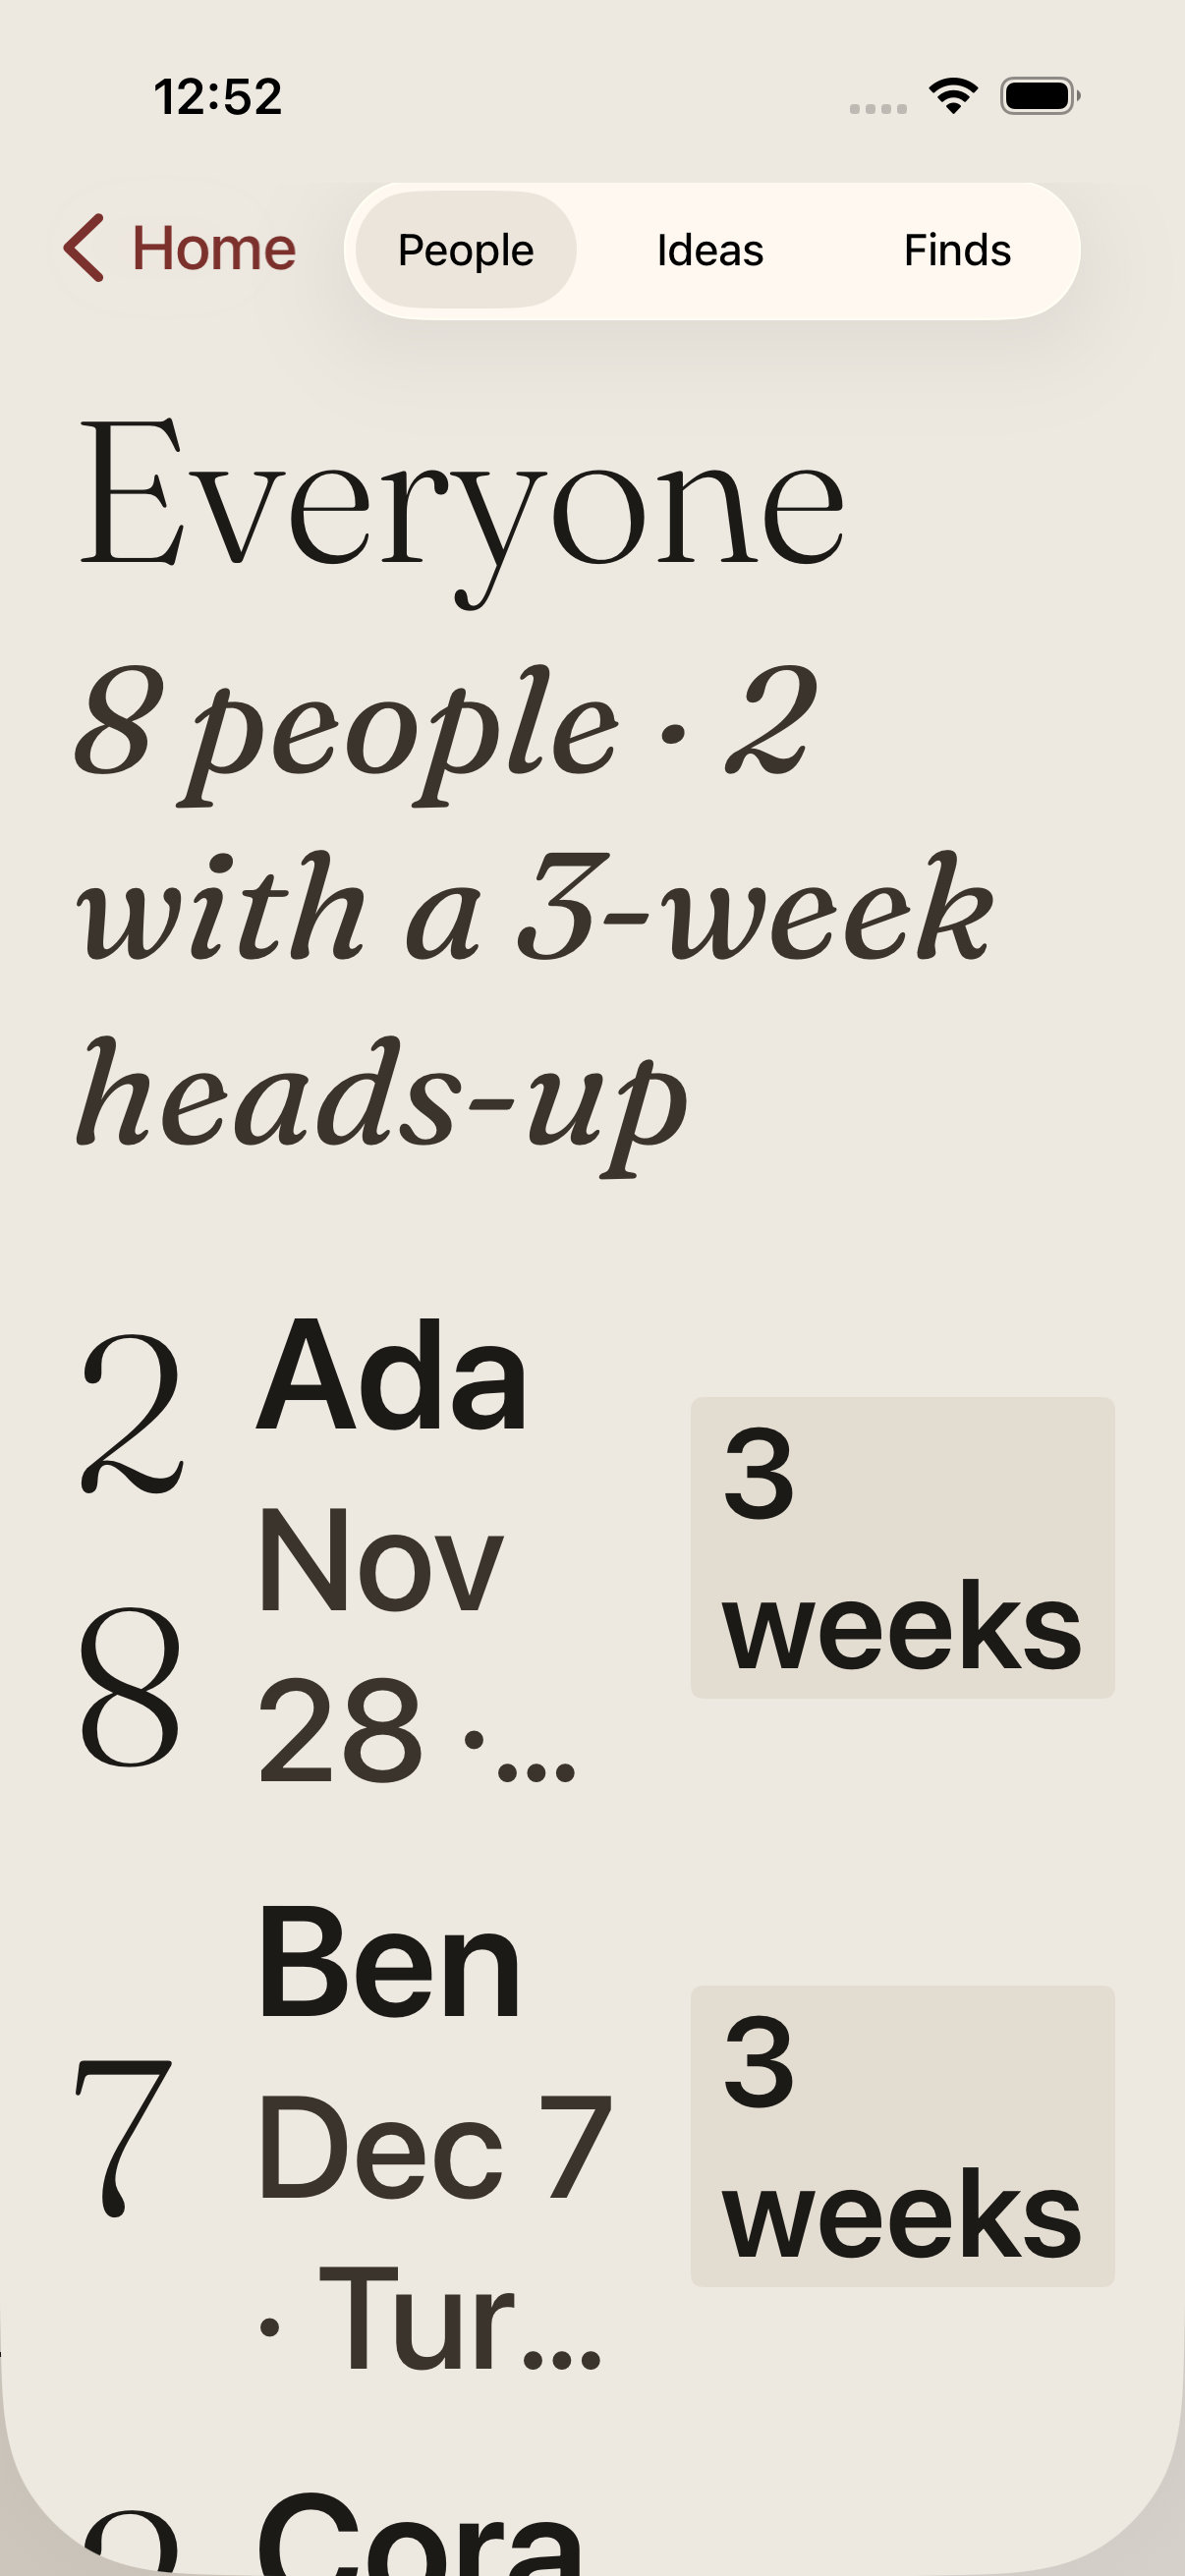 12:52
Home
People Ideas Finds
Everyone
8 people · 2
with a 3-week
heads-up
2
8
Ada
Nov
28 ·…
3
weeks
7
Ben
Dec 7
· Tur…
3
weeks
Cora